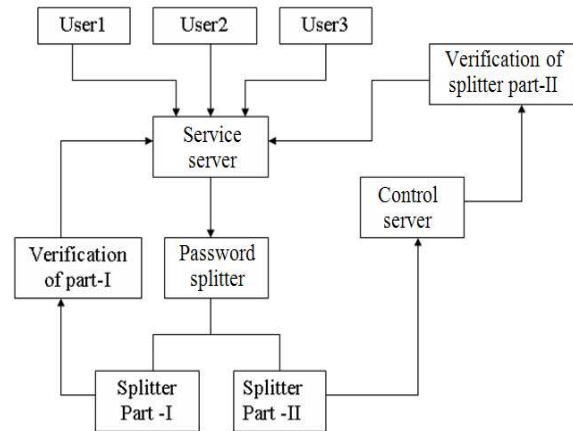 User1
User2
User3
Verification of
splitter part-II
Service
server
Control
server
Verification
of part-I
Password
splitter
Splitter
Part -I
Splitter
Part -II